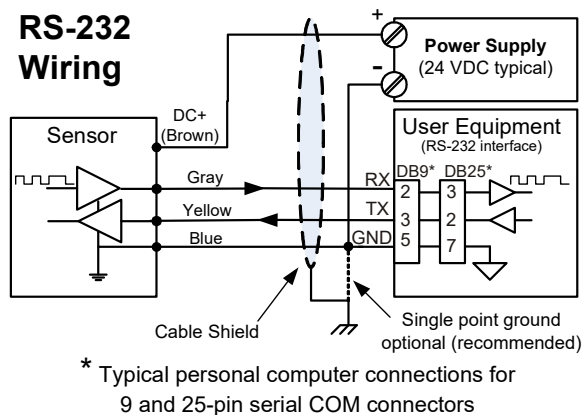 RS-232
Wiring
+
Power Supply
(24 VDC typical)
-
DC+
(Brown)
Sensor
User Equipment
(RS-232 interface)
DB9* DB25*
Gray
RX
2
3
Yellow
TX
3
2
Blue
GND
5
7
Cable Shield
Single point ground
optional (recommended)
* Typical personal computer connections for
9 and 25-pin serial COM connectors